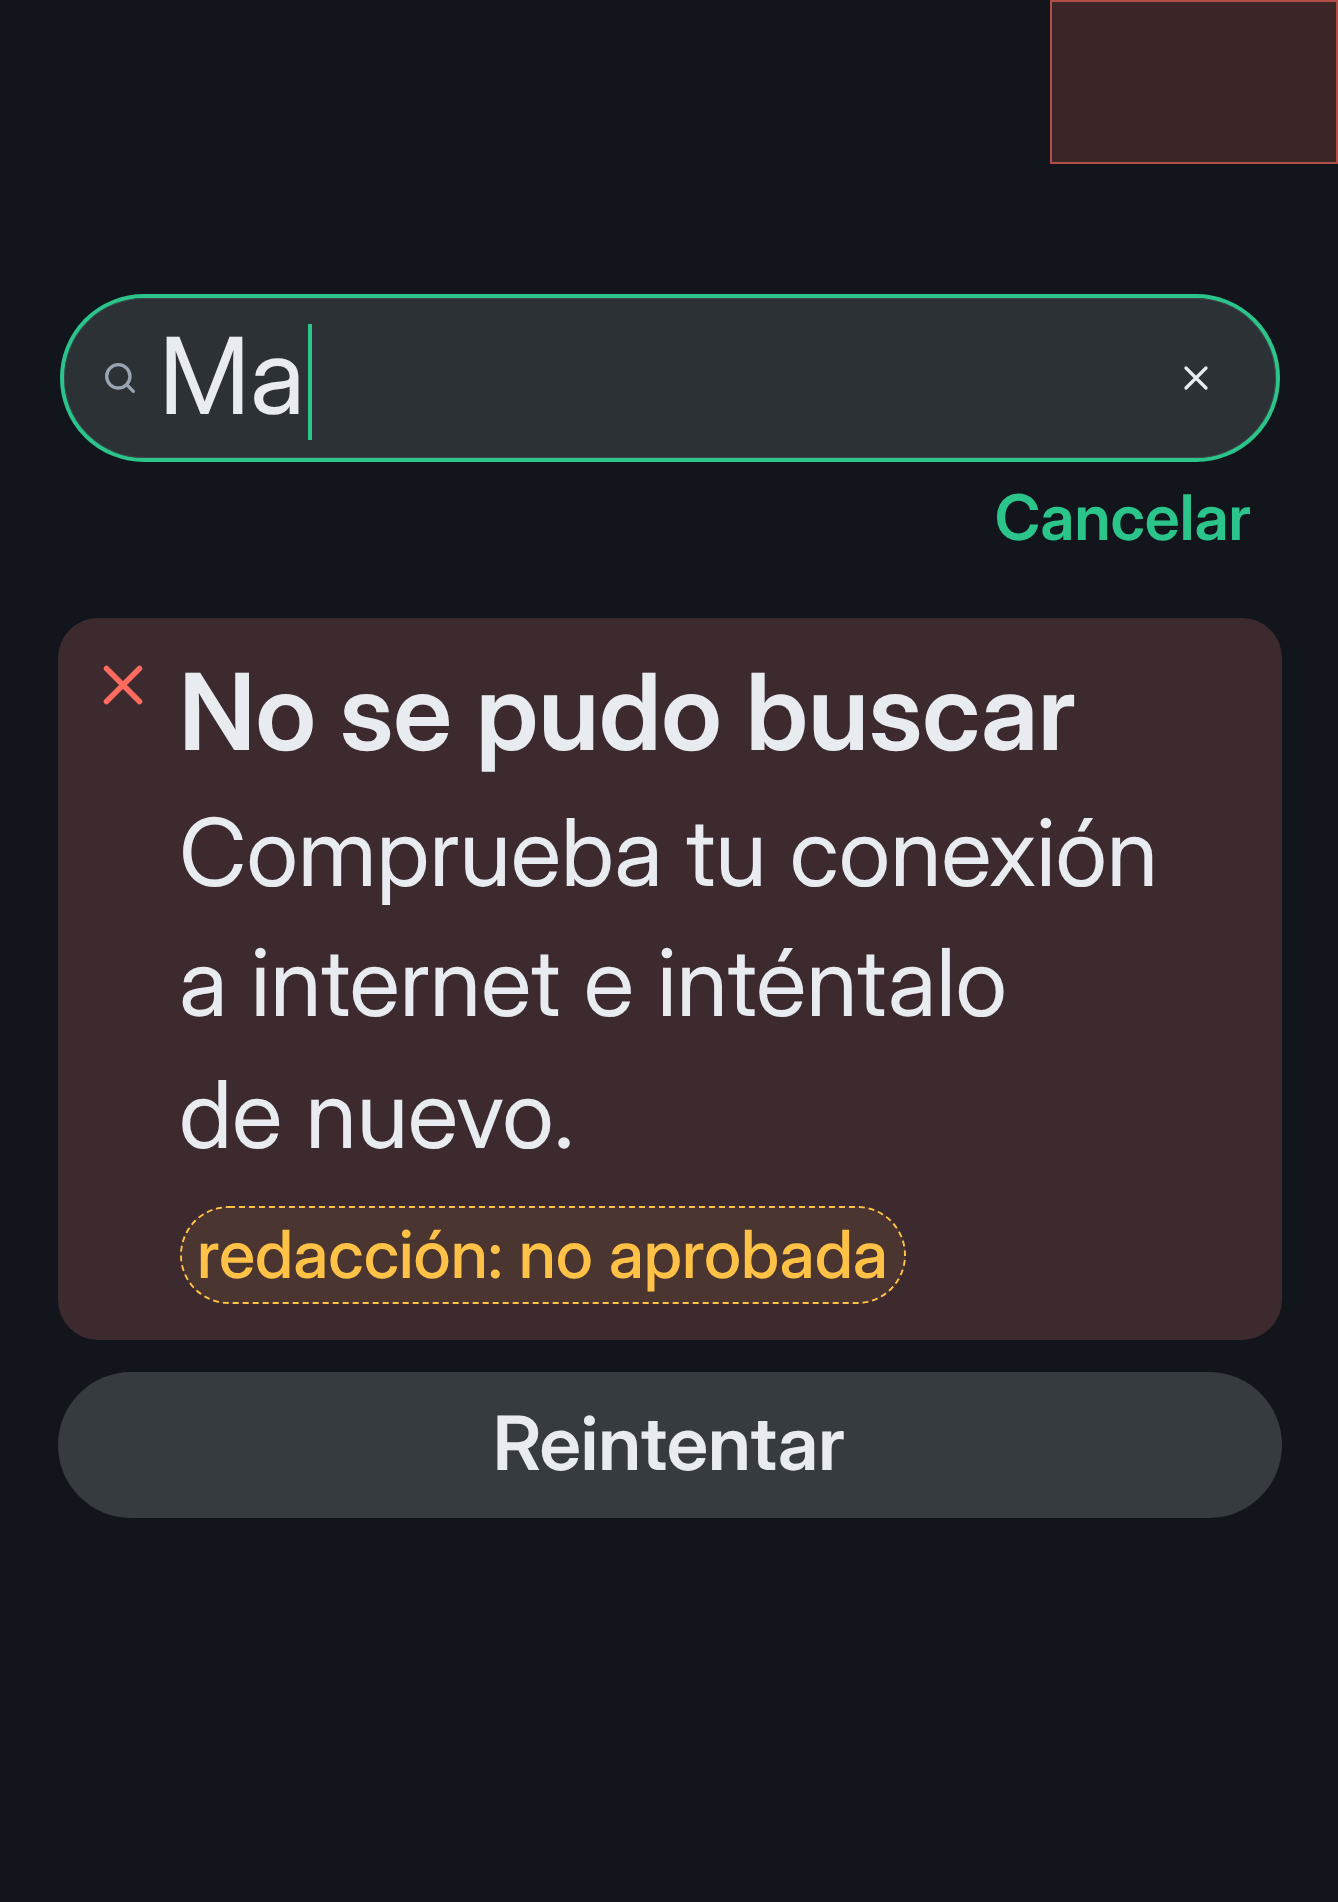 Ma
Cancelar
No se pudo buscar
Comprueba tu conexión
a internet e inténtalo
de nuevo.
redacción: no aprobada
Reintentar